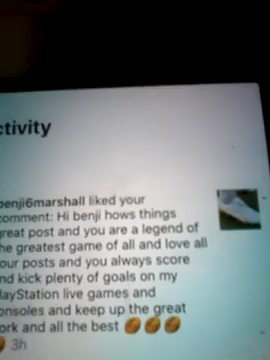 ctivity
benji6marshall liked your
comment: Hi benji hows things
great post and you are a legend of
he greatest game of all and love all
our posts and you always score
nd kick plenty of goals on my
layStation live games and
onsoles and keep up the great
ork and all the best 🏉🏉🏉
3h